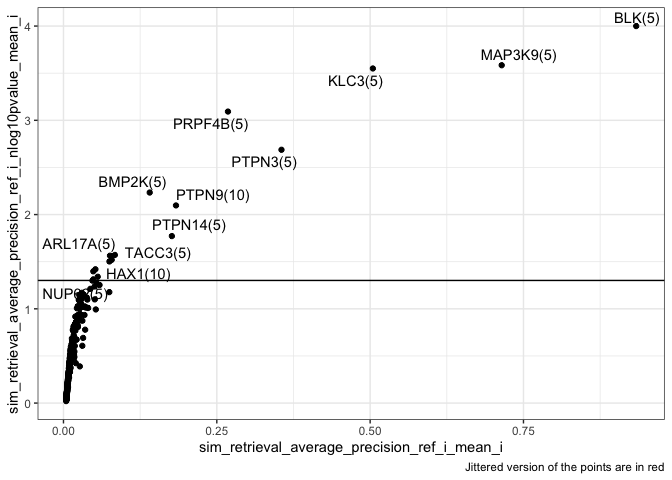 sim_retrieval_average_precision_ref_i_nlog10pvalue_mean_i
4
3
2
1
0
BLK(5)
MAP3K9(5)
KLC3(5)
PRPF4B(5)
PTPN3(5)
BMP2K(5)
PTPN9(10)
PTPN14(5)
ARL17A(5)
TACC3(5)
HAX1(10)
0.00
0.25
0.50
0.75
sim_retrieval_average_precision_ref_i_mean_i
Jittered version of the points are in red